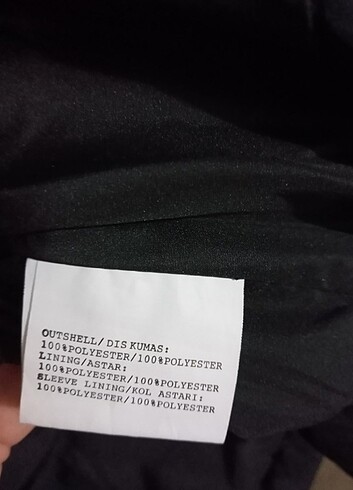 OUTSHELL/DIS KUMAS:
100%POLYESTER/100%POLYESTER
LINING/ASTAR:
100%POLYESTER/100%POLYESTER
SLEEVE LINING/KOL ASTARI:
100%POLYESTER/100%POLYESTER